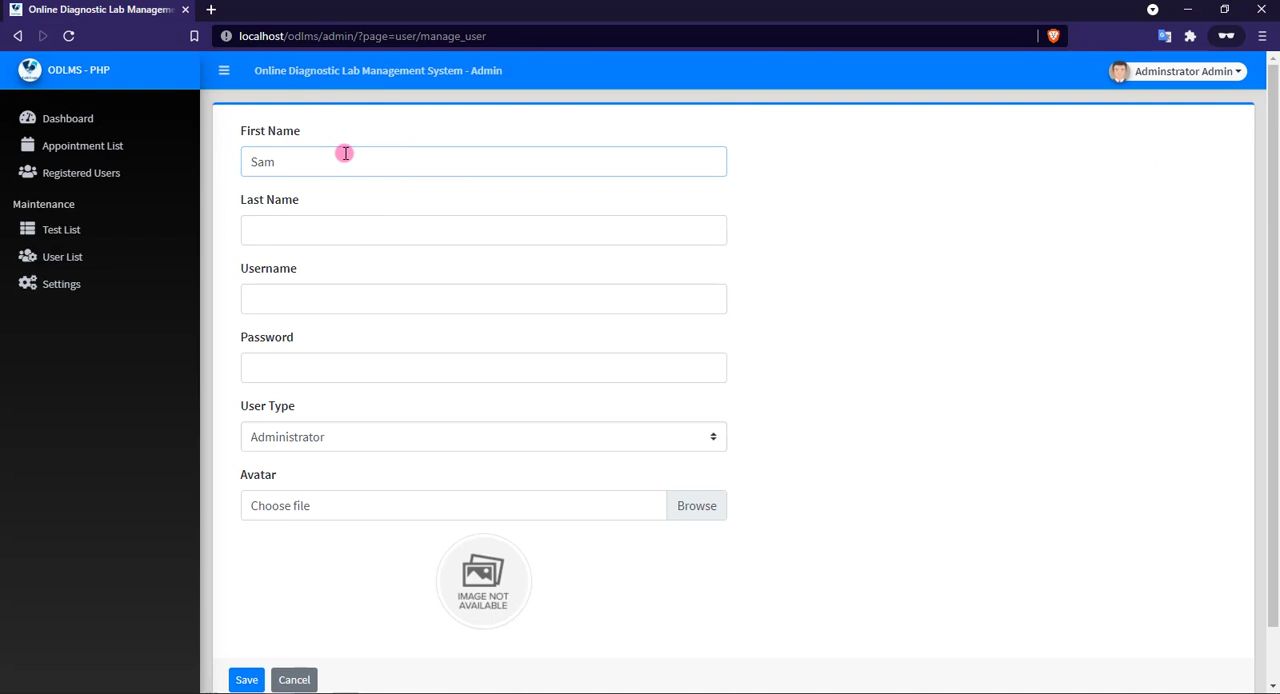 Online Diagnostic Lab Managem
localhost/odlms/admin/?page=user/manage_user
ODLMS - PHP
Online Diagnostic Lab Management System - Admin
Adminstrator Admin
Dashboard
Appointment List
Registered Users
Maintenance
Test List
User List
Settings
First Name
Sam
Last Name
Username
Password
User Type
Administrator
Avatar
Choose file
Browse
IMAGE NOT
AVAILABLE
Save
Cancel